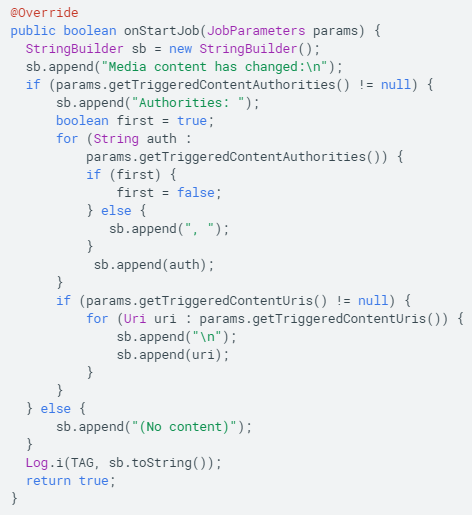 @Override
public boolean onStartJob(JobParameters params) {
  StringBuilder sb = new StringBuilder();
  sb.append("Media content has changed:\n");
  if (params.getTriggeredContentAuthorities() != null) {
      sb.append("Authorities: ");
      boolean first = true;
      for (String auth :
          params.getTriggeredContentAuthorities()) {
          if (first) {
              first = false;
          } else {
             sb.append(", ");
          }
           sb.append(auth);
      }
      if (params.getTriggeredContentUris() != null) {
          for (Uri uri : params.getTriggeredContentUris()) {
              sb.append("\n");
              sb.append(uri);
          }
      }
  } else {
      sb.append("(No content)");
  }
  Log.i(TAG, sb.toString());
  return true;
}